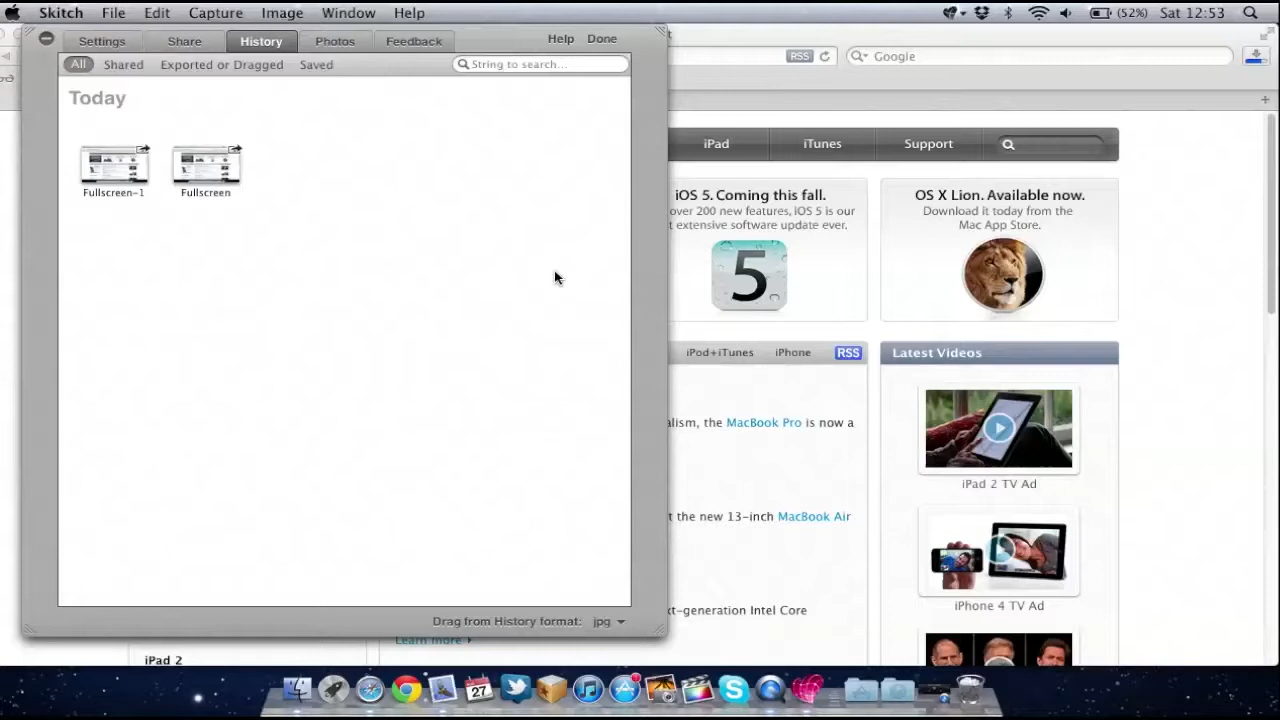 Skitch File Edit Capture Image Window Help (52%) Sat 12:53
Settings Share History Photos Feedback Help Done
All Shared Exported or Dragged Saved String to search...
Today
Fullscreen-1 Fullscreen
Drag from History format: jpg
RSS Google
iPad iTunes Support
iOS 5. Coming this fall.
over 200 new features, iOS 5 is our
extensive software update ever.
5
OS X Lion. Available now.
Download it today from the
Mac App Store.
iPod+iTunes iPhone RSS
Latest Videos
the MacBook Pro is now a
iPad 2 TV Ad
the new 13-inch MacBook Air
iPhone 4 TV Ad
Intel Core
Learn more
iPad 2
27